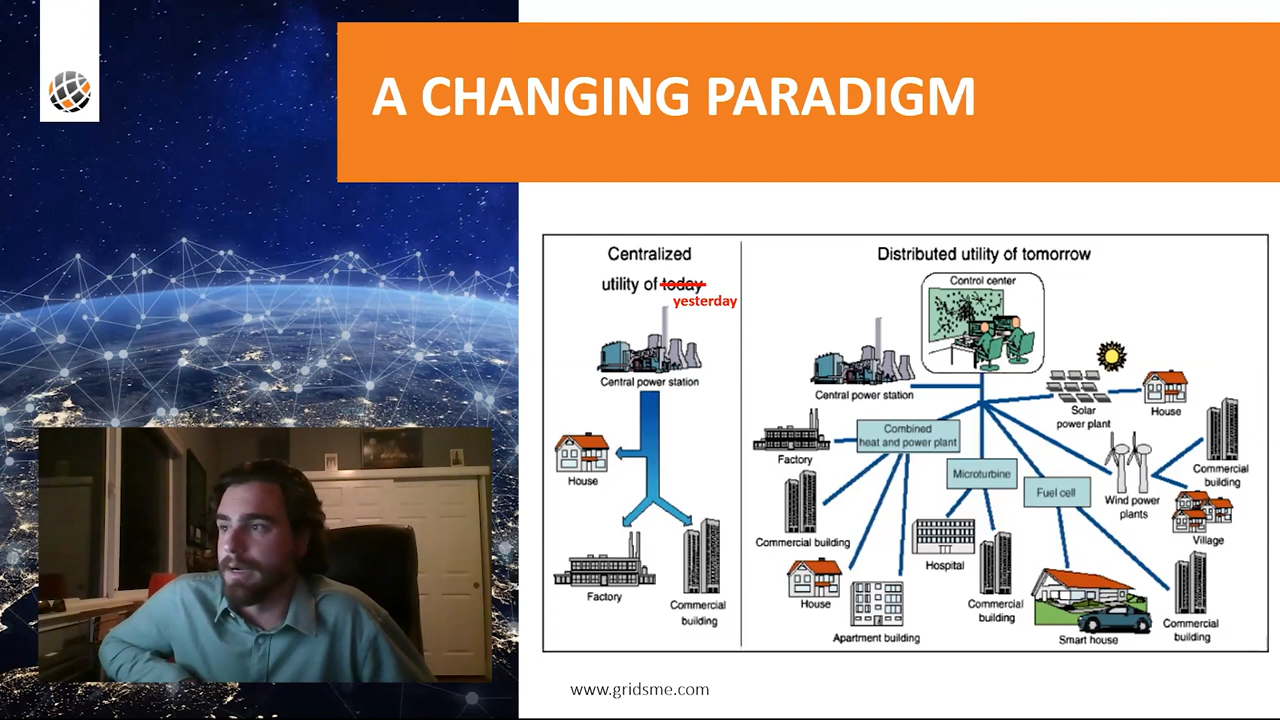 A CHANGING PARADIGM
Centralized
utility of today
yesterday
Central power station
House
Factory
Commercial
building
Distributed utility of tomorrow
Control center
Central power station
Solar
power plant
House
Combined
heat and power plant
Factory
Microturbine
Fuel cell
Wind power
plants
Commercial
building
Village
Commercial building
Hospital
House
Apartment building
Commercial
building
Smart house
Commercial
building
www.gridsme.com